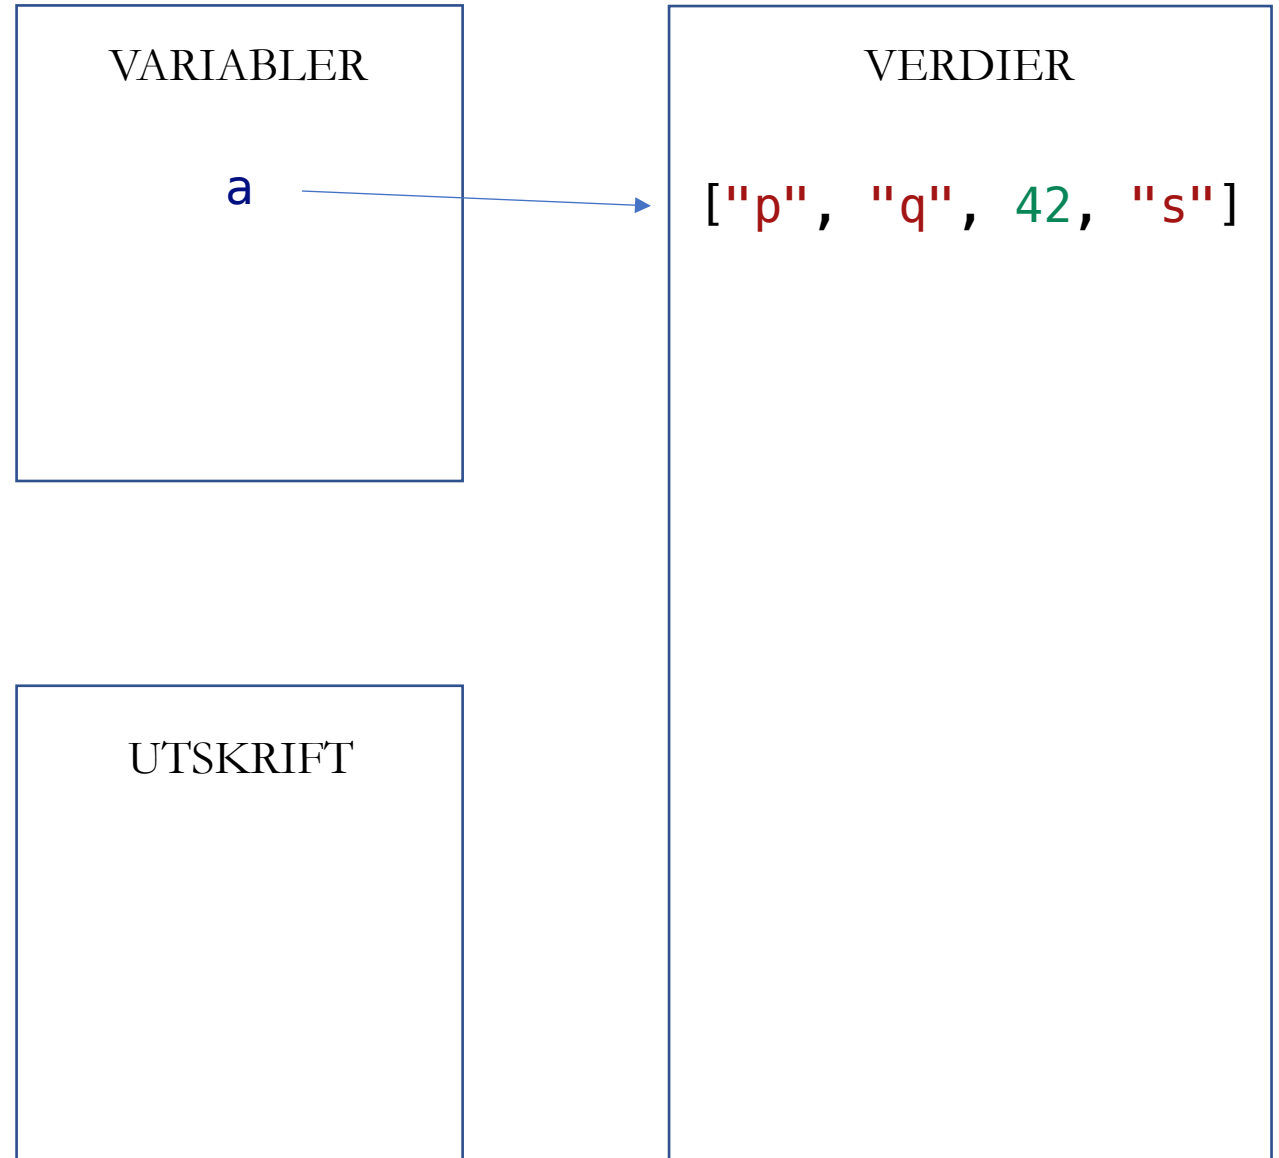 VARIABLER
a
VERDIER
["p", "q", 42, "s"]
UTSKRIFT